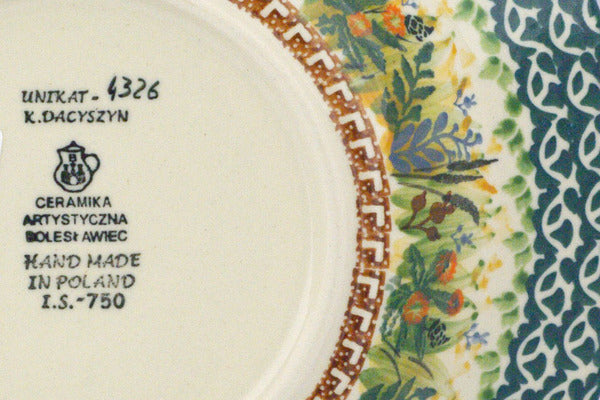 UNIKAT - 4326
K. DACYSZYN
B
CERAMIKA
ARTYSTYCZNA
BOLESŁAWIEC
HAND MADE
IN POLAND
I.S.-750